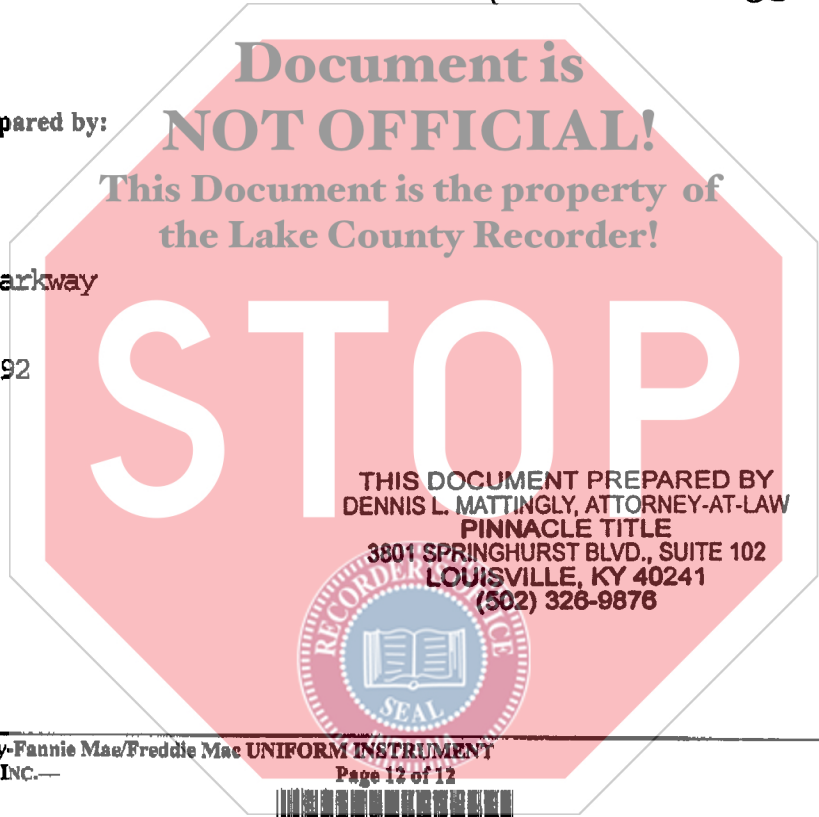 Document is
NOT OFFICIAL!
pared by:
This Document is the property of
the Lake County Recorder!
arkway
STOP
92
THIS DOCUMENT PREPARED BY
DENNIS L. MATTINGLY, ATTORNEY-AT-LAW
PINNACLE TITLE
3801 SPRINGHURST BLVD., SUITE 102
LOUISVILLE, KY 40241
(502) 326-9876
RECORDER'S OFFICE
SEAL
y-Fannie Mae/Freddie Mac UNIFORM INSTRUMENT
INC.—
Page 12 of 12